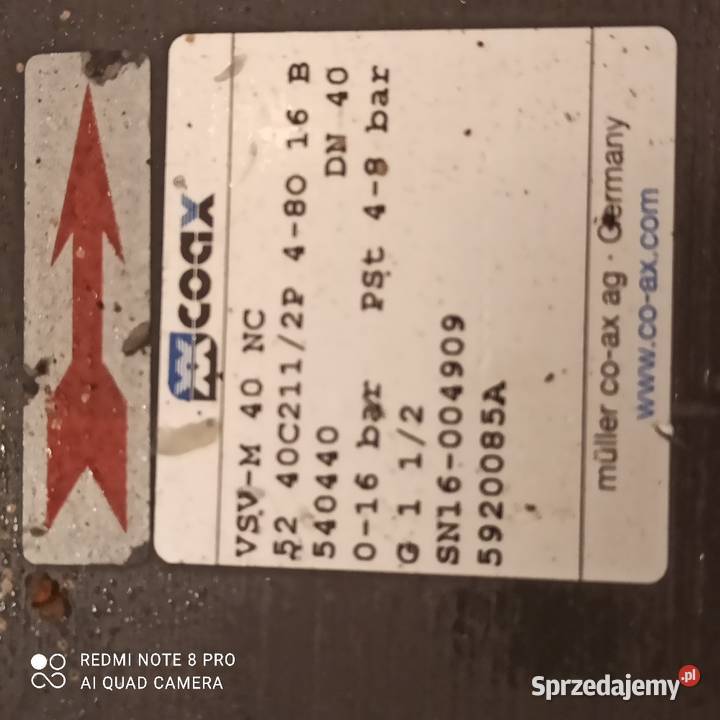 coax
VSV-M 40 NC
52 40C211/2P 4-80 16 B
540440 DN 40
0-16 bar PSt 4-8 bar
G 1 1/2
SN16-004909
5920085A
müller co-ax ag · Germany
www.co-ax.com
REDMI NOTE 8 PRO
AI QUAD CAMERA
Sprzedajemy.pl